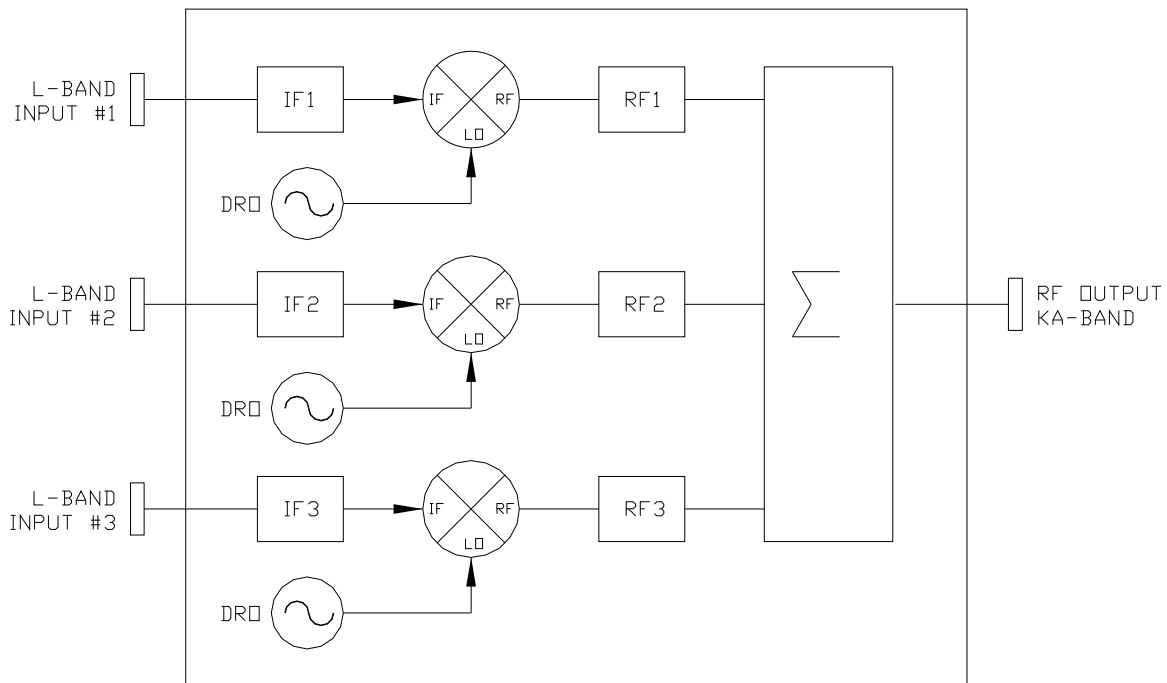 L-BAND
INPUT #1
IF1
IF
RF
LO
RF1
DRO
L-BAND
INPUT #2
IF2
IF
RF
LO
RF2
Σ
RF OUTPUT
KA-BAND
DRO
L-BAND
INPUT #3
IF3
IF
RF
LO
RF3
DRO